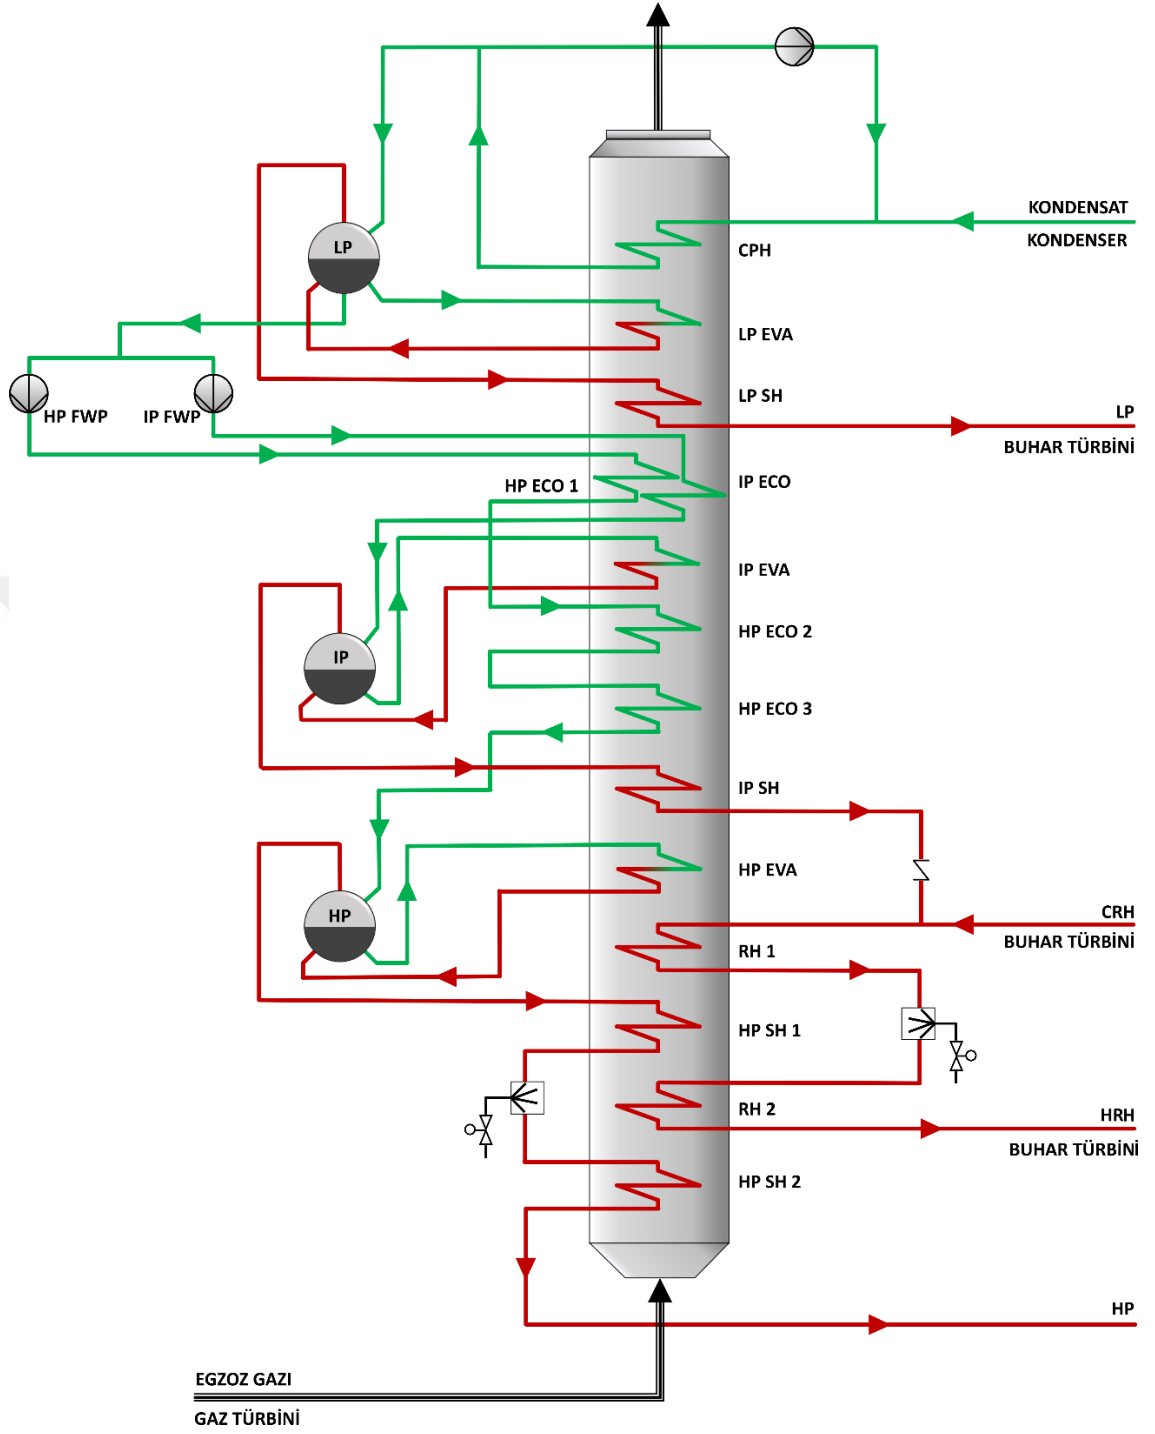 KONDENSAT
KONDENSER
CPH
LP
LP EVA
LP SH
LP
BUHAR TÜRBİNİ
HP FWP
IP FWP
HP ECO 1
IP ECO
IP EVA
HP ECO 2
IP
HP ECO 3
IP SH
HP EVA
HP
CRH
BUHAR TÜRBİNİ
RH 1
HP SH 1
RH 2
HRH
BUHAR TÜRBİNİ
HP SH 2
HP
EGZOZ GAZI
GAZ TÜRBİNİ